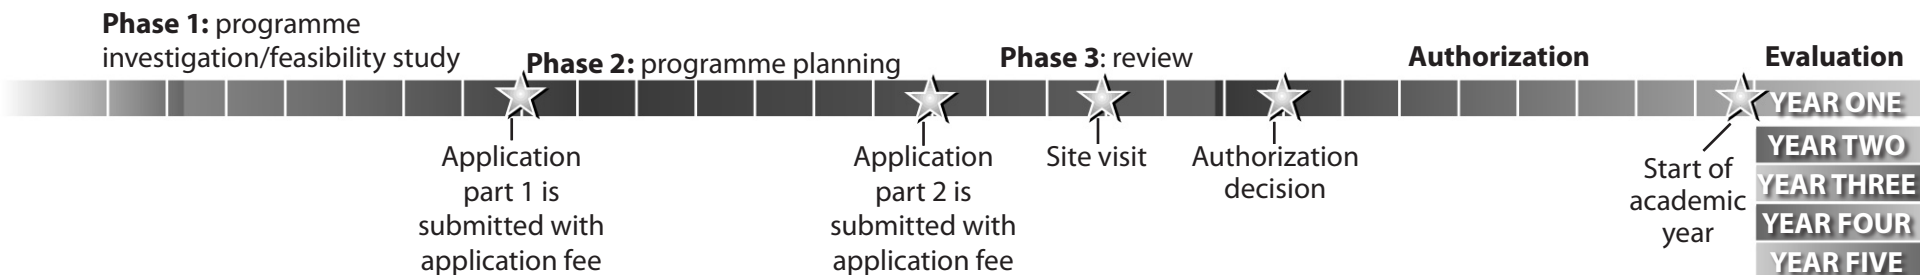 Phase 1: programme
investigation/feasibility study
Phase 2: programme planning
Phase 3: review
Authorization
Evaluation
Application
part 1 is
submitted with
application fee
Application
part 2 is
submitted with
application fee
Site visit
Authorization
decision
Start of
academic
year
YEAR ONE
YEAR TWO
YEAR THREE
YEAR FOUR
YEAR FIVE